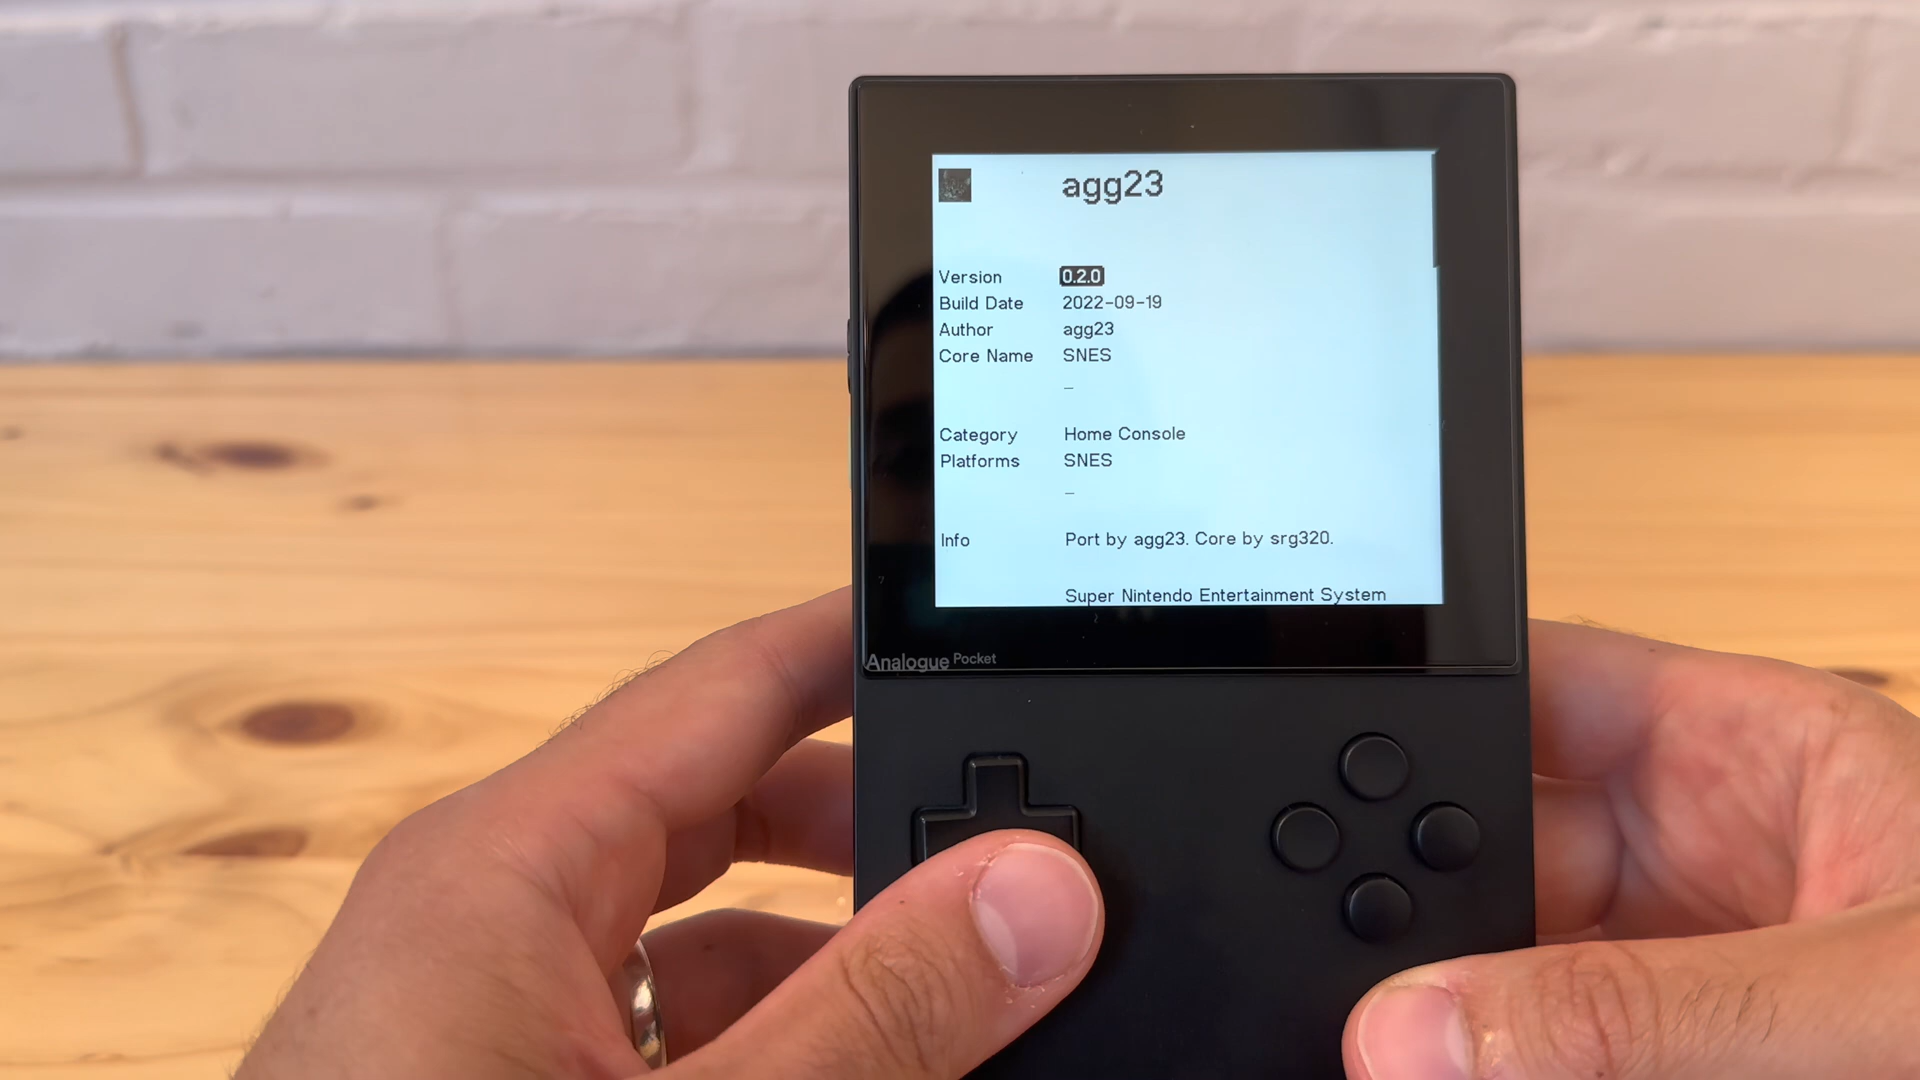 agg23
Version 0.2.0
Build Date 2022-09-19
Author agg23
Core Name SNES
_
Category Home Console
Platforms SNES
_
Info Port by agg23. Core by srg320.
Super Nintendo Entertainment System
Analogue Pocket